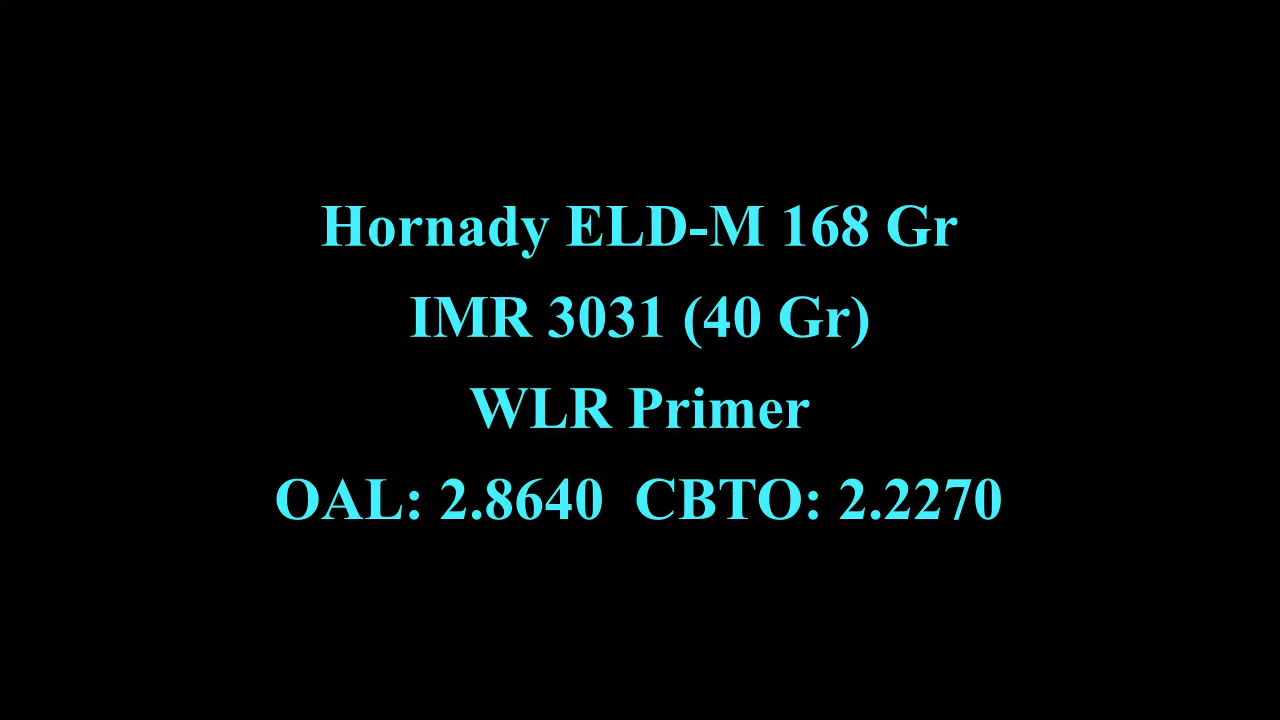 Hornady ELD-M 168 Gr
IMR 3031 (40 Gr)
WLR Primer
OAL: 2.8640  CBTO: 2.2270